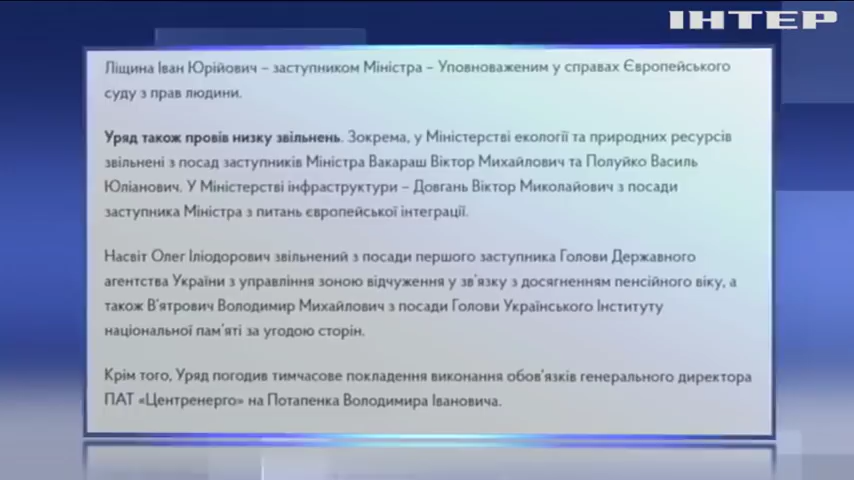 ІНТЕР
Ліщина Іван Юрійович – заступником Міністра – Уповноваженим у справах Європейського
суду з прав людини.
Уряд також провів низку звільнень. Зокрема, у Міністерстві екології та природних ресурсів
звільнені з посад заступників Міністра Вакараш Віктор Михайлович та Полуйко Василь
Юліанович. У Міністерстві інфраструктури – Довгань Віктор Миколайович з посади
заступника Міністра з питань європейської інтеграції.
Насвіт Олег Іліодорович звільнений з посади першого заступника Голови Державного
агентства України з управління зоною відчуження у зв'язку з досягненням пенсійного віку, а
також В'ятрович Володимир Михайлович з посади Голови Українського Інституту
національної пам'яті за угодою сторін.
Крім того, Уряд погодив тимчасове покладення виконання обов'язків генерального директора
ПАТ «Центренерго» на Потапенка Володимира Івановича.